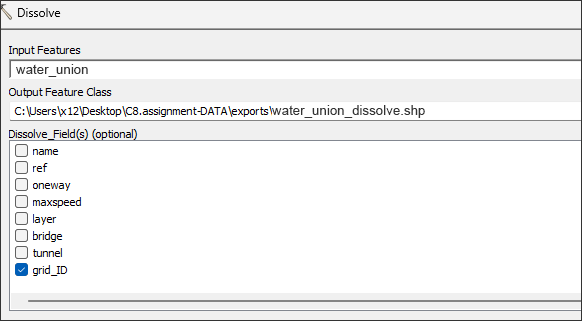 Dissolve
Input Features
water_union
Output Feature Class
C:\Users\x12\Desktop\C8.assignment-DATA\exports\water_union_dissolve.shp
Dissolve_Field(s) (optional)
name
ref
oneway
maxspeed
layer
bridge
tunnel
grid_ID